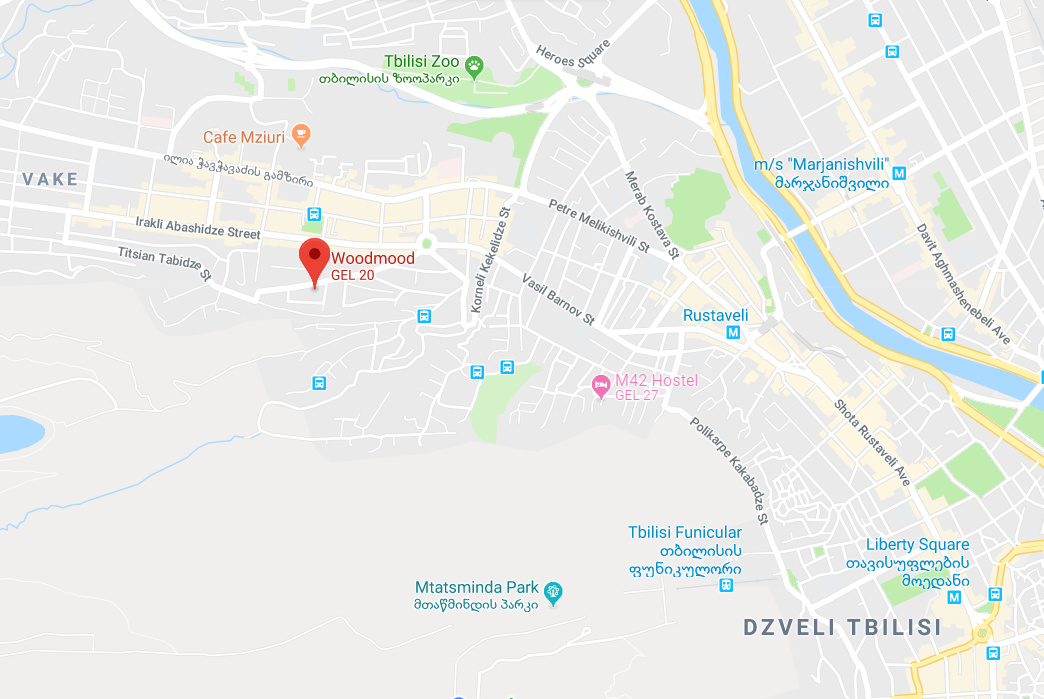 Heroes Square
Tbilisi Zoo
თბილისის ზოოპარკი
Cafe Mziuri
ილია ჭავჭავაძის გამზირი
VAKE
m/s "Marjanishvili"
მარჯანიშვილი
Merab Kostava St
Petre Melikishvili St
Irakli Abashidze Street
Korneli Kekelidze St
Davit Aghmashenebeli Ave
Titsian Tabidze St
Woodmood
GEL 20
Vasil Barnov St
Rustaveli
M42 Hostel
GEL 27
Shota Rustaveli Ave
Polikarpe Kakabadze St
Tbilisi Funicular
თბილისის
ფუნიკულორი
Liberty Square
თავისუფლების
მოედანი
Mtatsminda Park
მთაწმინდის პარკი
DZVELI TBILISI